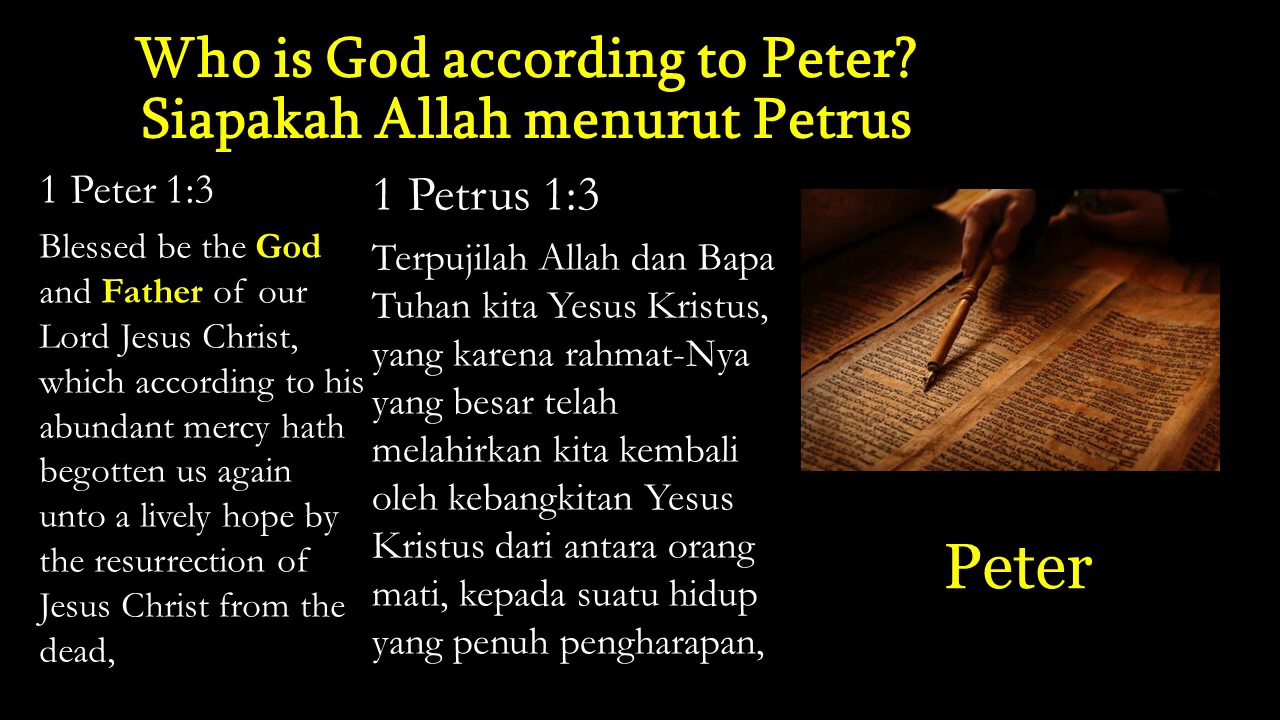 Who is God according to Peter?
Siapakah Allah menurut Petrus
1 Peter 1:3
Blessed be the God
and Father of our
Lord Jesus Christ,
which according to his
abundant mercy hath
begotten us again
unto a lively hope by
the resurrection of
Jesus Christ from the
dead,
1 Petrus 1:3
Terpujilah Allah dan Bapa
Tuhan kita Yesus Kristus,
yang karena rahmat-Nya
yang besar telah
melahirkan kita kembali
oleh kebangkitan Yesus
Kristus dari antara orang
mati, kepada suatu hidup
yang penuh pengharapan,
Peter